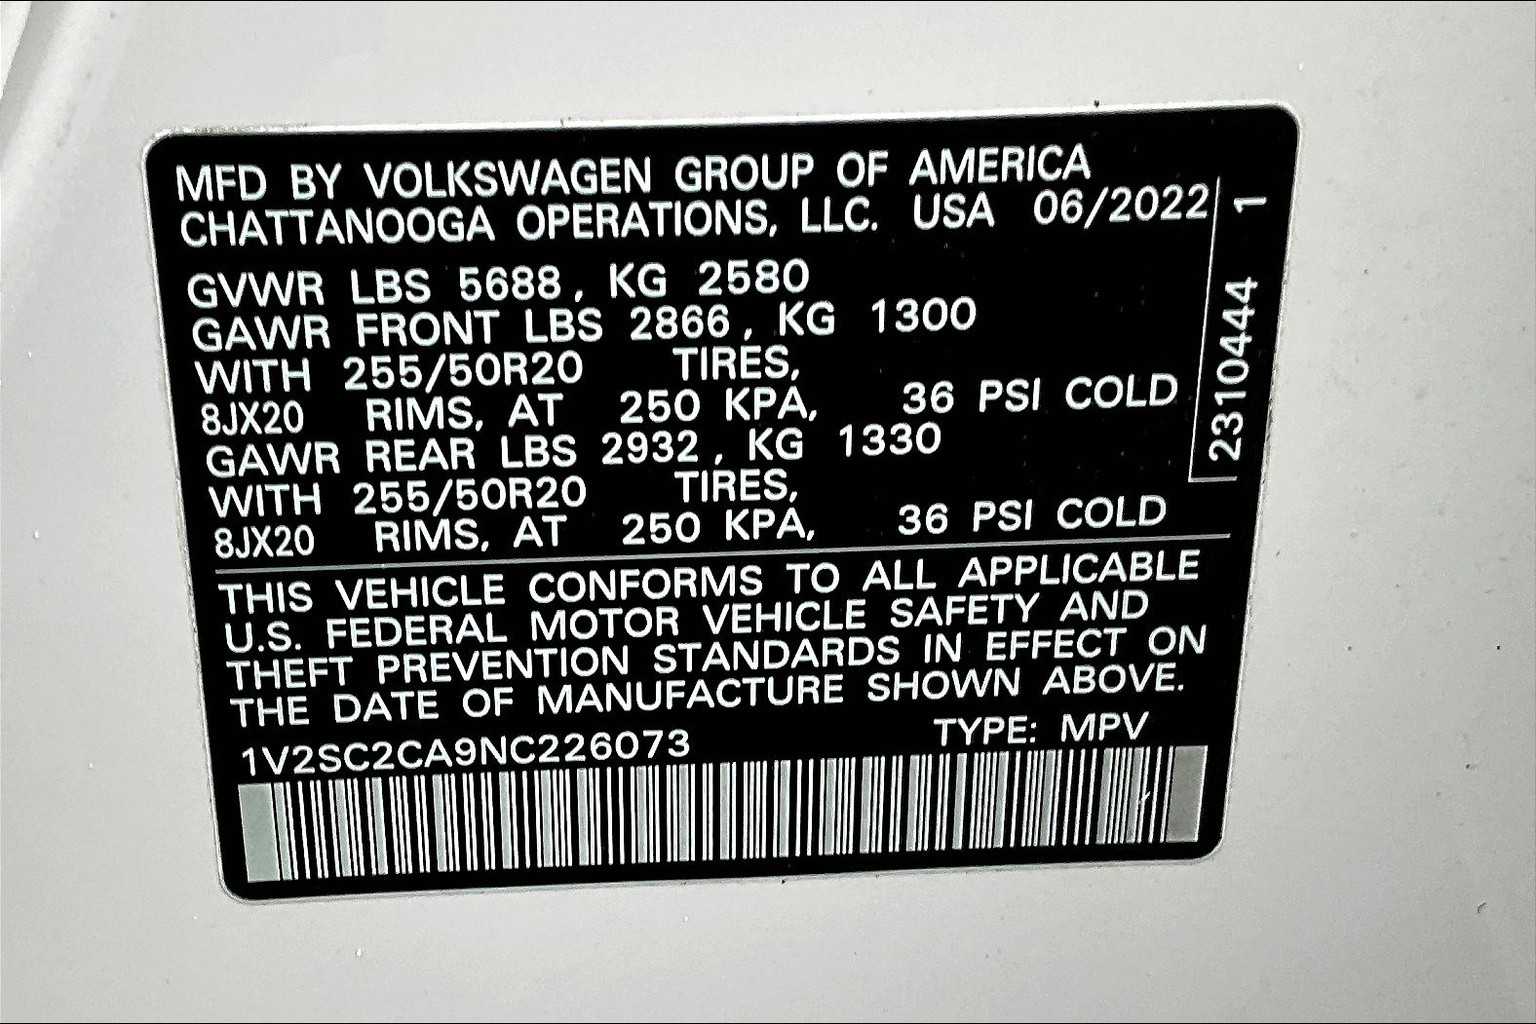 MFD BY VOLKSWAGEN GROUP OF AMERICA
CHATTANOOGA OPERATIONS, LLC. USA 06/2022
GVWR LBS 5688, KG 2580
GAWR FRONT LBS 2866, KG 1300
WITH 255/50R20 TIRES,
8JX20 RIMS, AT 250 KPA, 36 PSI COLD
GAWR REAR LBS 2932, KG 1330
WITH 255/50R20 TIRES,
8JX20 RIMS, AT 250 KPA, 36 PSI COLD
THIS VEHICLE CONFORMS TO ALL APPLICABLE
U.S. FEDERAL MOTOR VEHICLE SAFETY AND
THEFT PREVENTION STANDARDS IN EFFECT ON
THE DATE OF MANUFACTURE SHOWN ABOVE.
1V2SC2CA9NC226073 TYPE: MPV
2310444 1